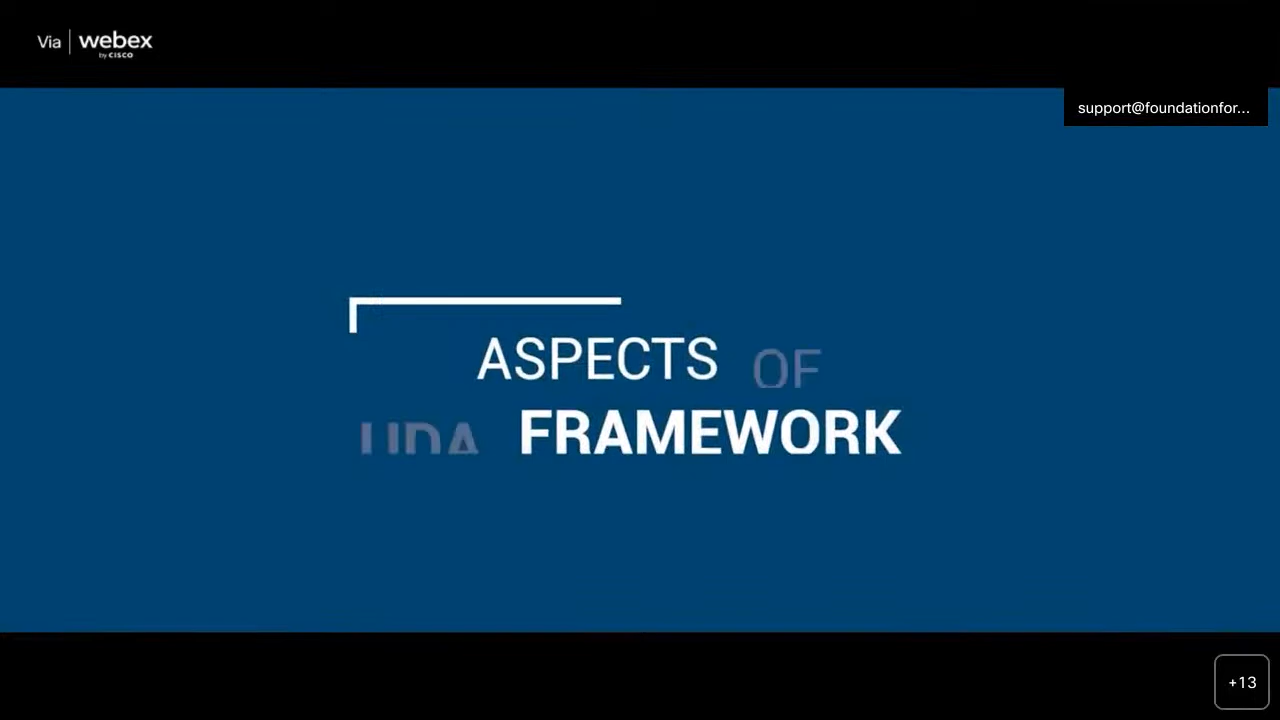 Via | webex
by CISCO
support@foundationfor...
ASPECTS OF
FRAMEWORK
+13